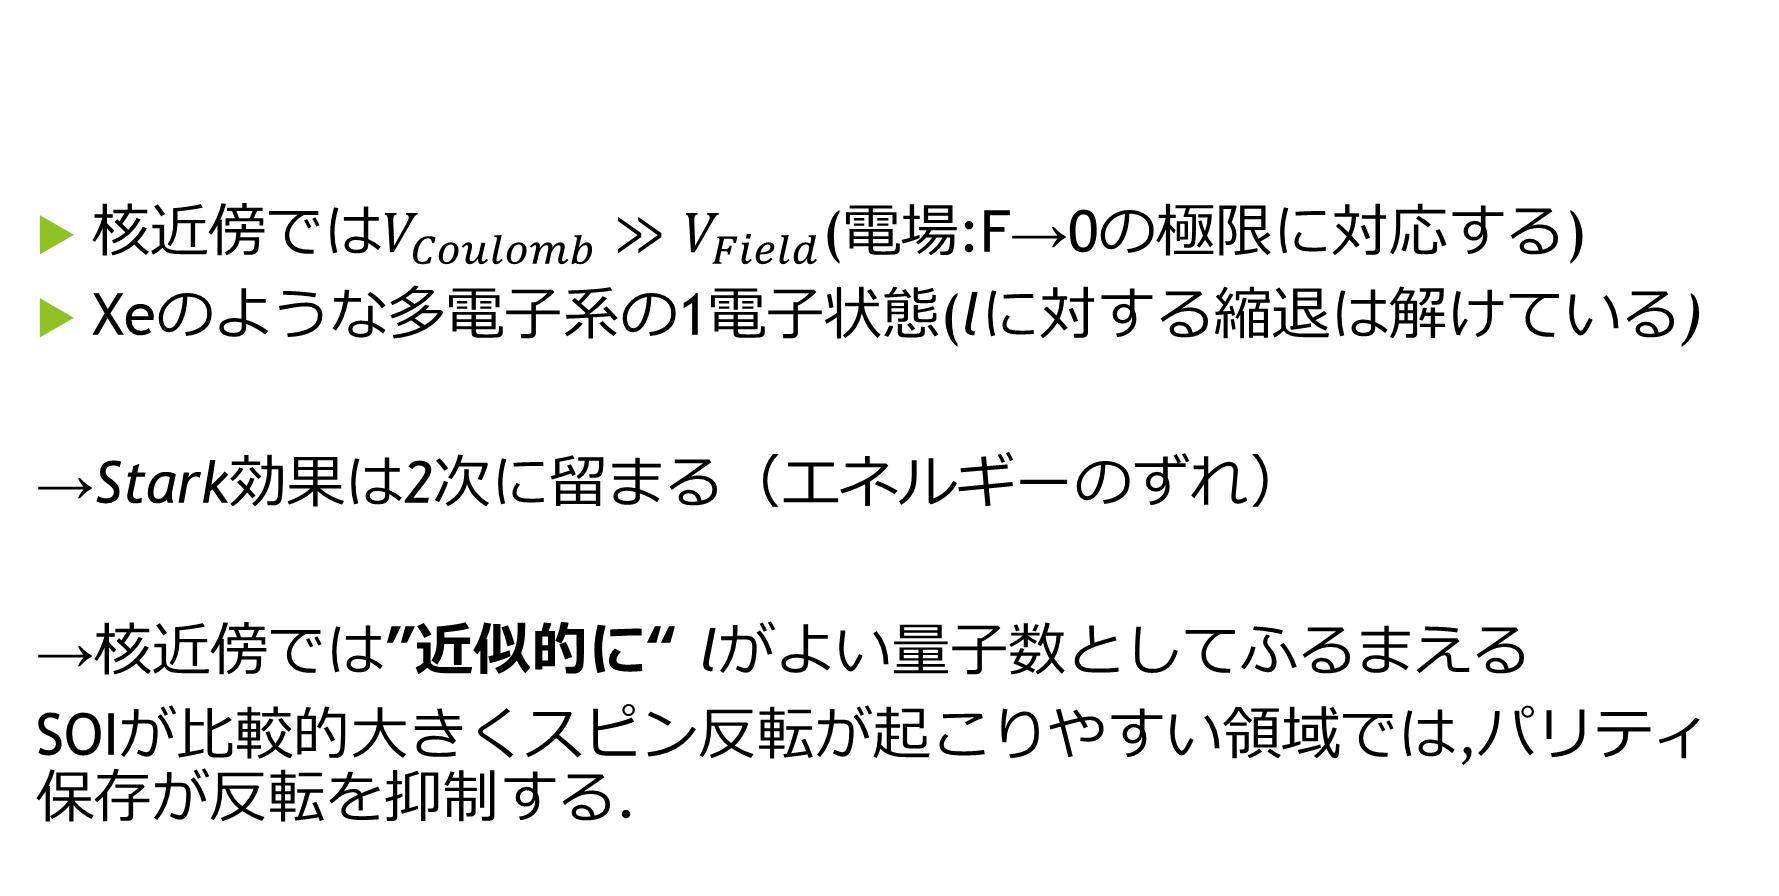 核近傍では𝑉𝐶𝑜𝑢𝑙𝑜𝑚𝑏 ≫ 𝑉𝐹𝑖𝑒𝑙𝑑(電場:F→0の極限に対応する)
Xeのような多電子系の1電子状態(lに対する縮退は解けている)
→Stark効果は2次に留まる（エネルギーのずれ）
→核近傍では”近似的に“ lがよい量子数としてふるまえる
SOIが比較的大きくスピン反転が起こりやすい領域では,パリティ
保存が反転を抑制する.